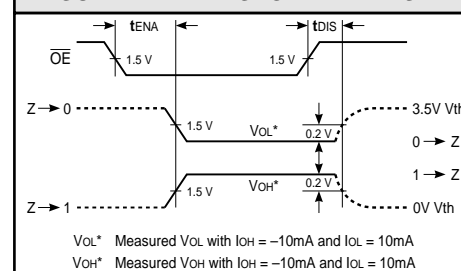 tENA tDIS
OE 1.5 V 1.5 V
Z → 0 3.5V Vth
1.5 V VOL* 0.2 V
0 → Z
1 → Z
1.5 V VOH* 0.2 V
Z → 1 0V Vth
VOL* Measured VOL with IOH = –10mA and IOL = 10mA
VOH* Measured VOH with IOH = –10mA and IOL = 10mA